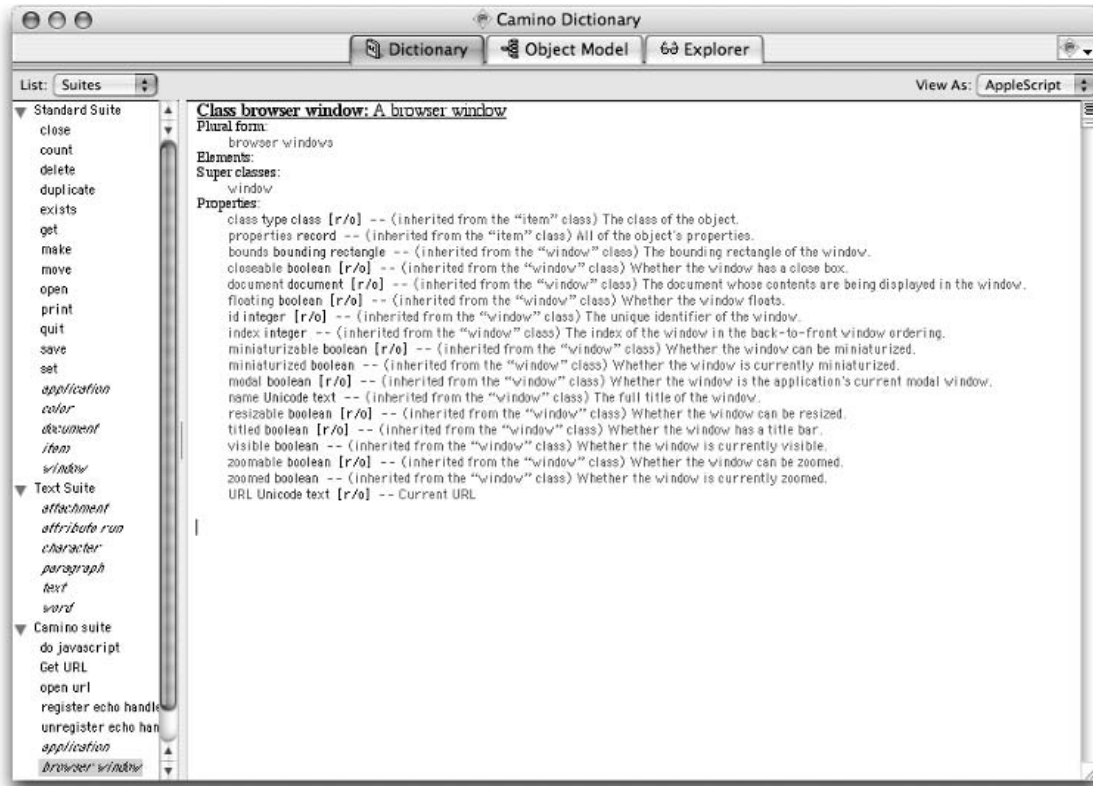 Camino Dictionary
Dictionary
Object Model
Explorer
List: Suites
View As: AppleScript
Standard Suite
close
count
delete
duplicate
exists
get
make
move
open
print
quit
save
set
application
color
document
item
window
Text Suite
attachment
attribute run
character
paragraph
text
word
Camino suite
do javascript
Get URL
open url
register echo handle
unregister echo han
application
browser window
Class browser window: A browser window
Plural form:
browser windows
Elements:
Super classes:
window
Properties:
class type class [r/o] -- (inherited from the “item” class) The class of the object.
properties record -- (inherited from the “item” class) All of the object's properties.
bounds bounding rectangle -- (inherited from the “window” class) The bounding rectangle of the window.
closeable boolean [r/o] -- (inherited from the “window” class) Whether the window has a close box.
document document [r/o] -- (inherited from the “window” class) The document whose contents are being displayed in the window.
floating boolean [r/o] -- (inherited from the “window” class) Whether the window floats.
id integer [r/o] -- (inherited from the “window” class) The unique identifier of the window.
index integer -- (inherited from the “window” class) The index of the window in the back-to-front window ordering.
miniaturizable boolean [r/o] -- (inherited from the “window” class) Whether the window can be miniaturized.
miniaturized boolean -- (inherited from the “window” class) Whether the window is currently miniaturized.
modal boolean [r/o] -- (inherited from the “window” class) Whether the window is the application's current modal window.
name Unicode text -- (inherited from the “window” class) The full title of the window.
resizable boolean [r/o] -- (inherited from the “window” class) Whether the window can be resized.
titled boolean [r/o] -- (inherited from the “window” class) Whether the window has a title bar.
visible boolean -- (inherited from the “window” class) Whether the window is currently visible.
zoomable boolean [r/o] -- (inherited from the “window” class) Whether the window can be zoomed.
zoomed boolean -- (inherited from the “window” class) Whether the window is currently zoomed.
URL Unicode text [r/o] -- Current URL